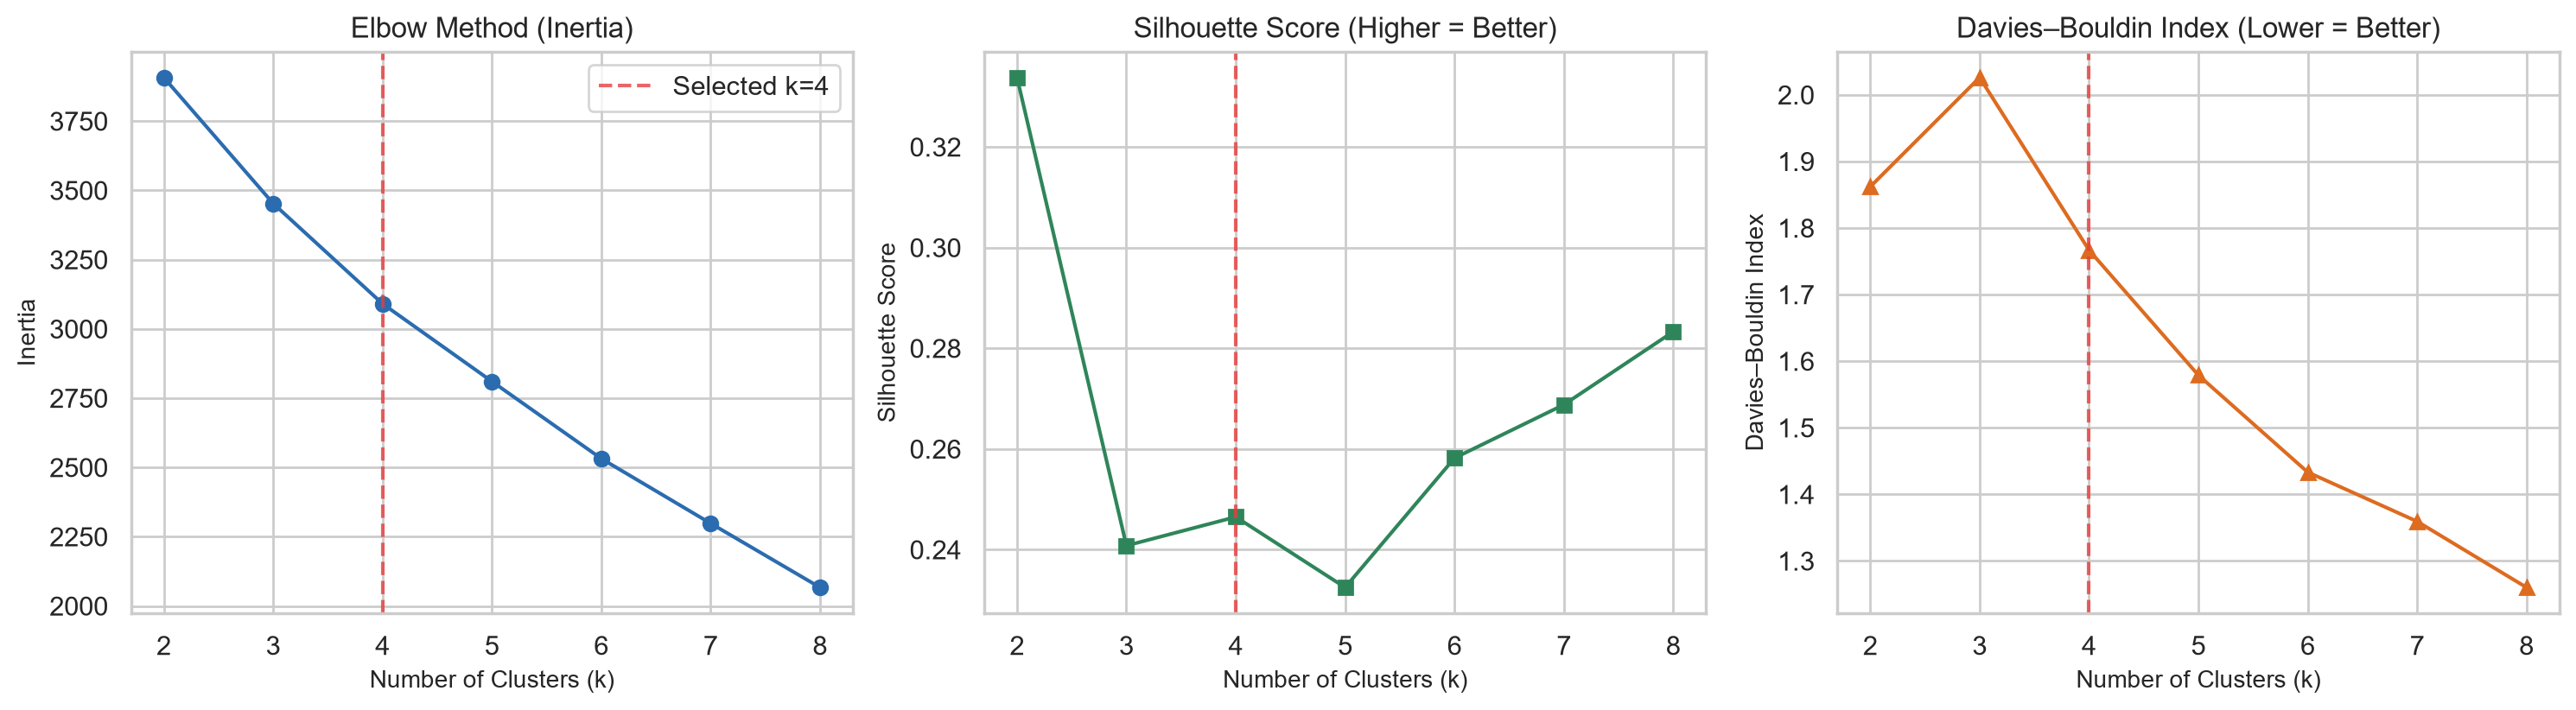 Elbow Method (Inertia)
Selected k=4
Inertia
3750
3500
3250
3000
2750
2500
2250
2000
2 3 4 5 6 7 8
Number of Clusters (k)
Silhouette Score (Higher = Better)
Silhouette Score
0.32
0.30
0.28
0.26
0.24
2 3 4 5 6 7 8
Number of Clusters (k)
Davies–Bouldin Index (Lower = Better)
Davies–Bouldin Index
2.0
1.9
1.8
1.7
1.6
1.5
1.4
1.3
2 3 4 5 6 7 8
Number of Clusters (k)